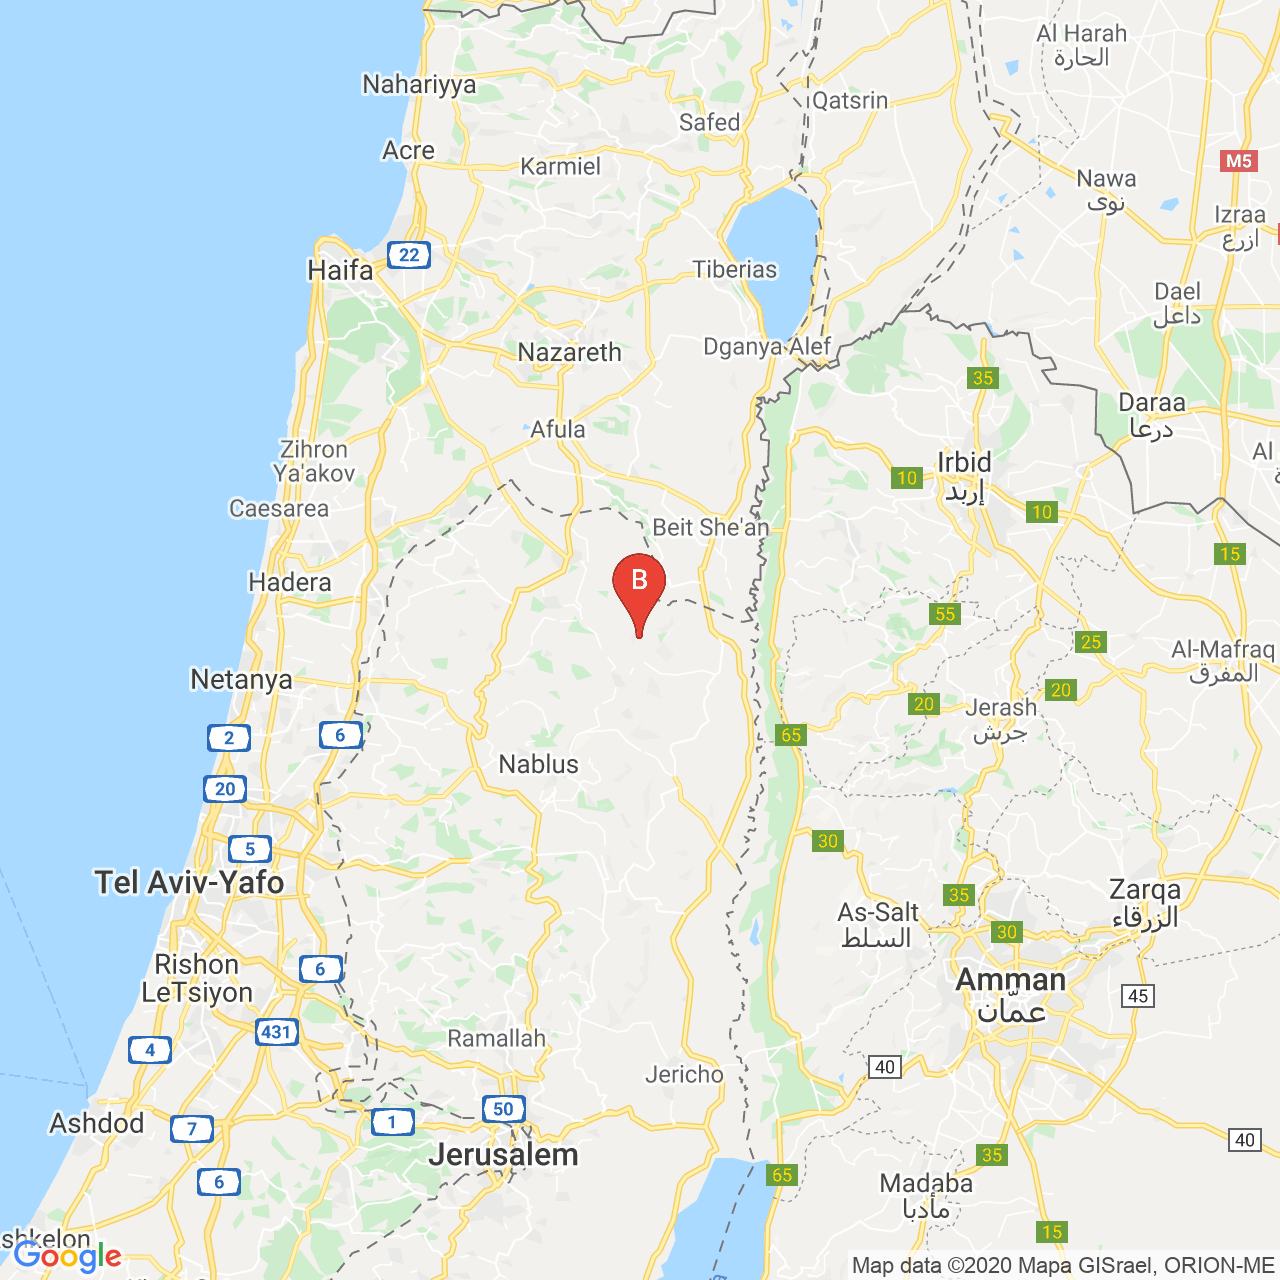 Al Harah
الحارة
Nahariyya
Qatsrin
Safed
Acre
Karmiel
M5
Nawa
نوى
Izraa
ازرع
22
Haifa
Tiberias
Dael
داعل
Nazareth
Dganya Alef
35
Daraa
درعا
Afula
Zihron
Ya'akov
Irbid
إربد
Al
10
Caesarea
10
Beit She'an
15
Hadera
B
55
25
Al-Mafraq
المفرق
Netanya
20
20
Jerash
جرش
2
6
65
Nablus
20
30
5
Tel Aviv-Yafo
35
Zarqa
الزرقاء
As-Salt
السلط
30
Rishon
LeTsiyon
6
Amman
عمّان
45
431
4
Ramallah
40
Jericho
50
Ashdod
7
1
40
Jerusalem
35
65
6
Madaba
مأدبا
15
shkelon
Google
Map data ©2020 Mapa GISrael, ORION-ME